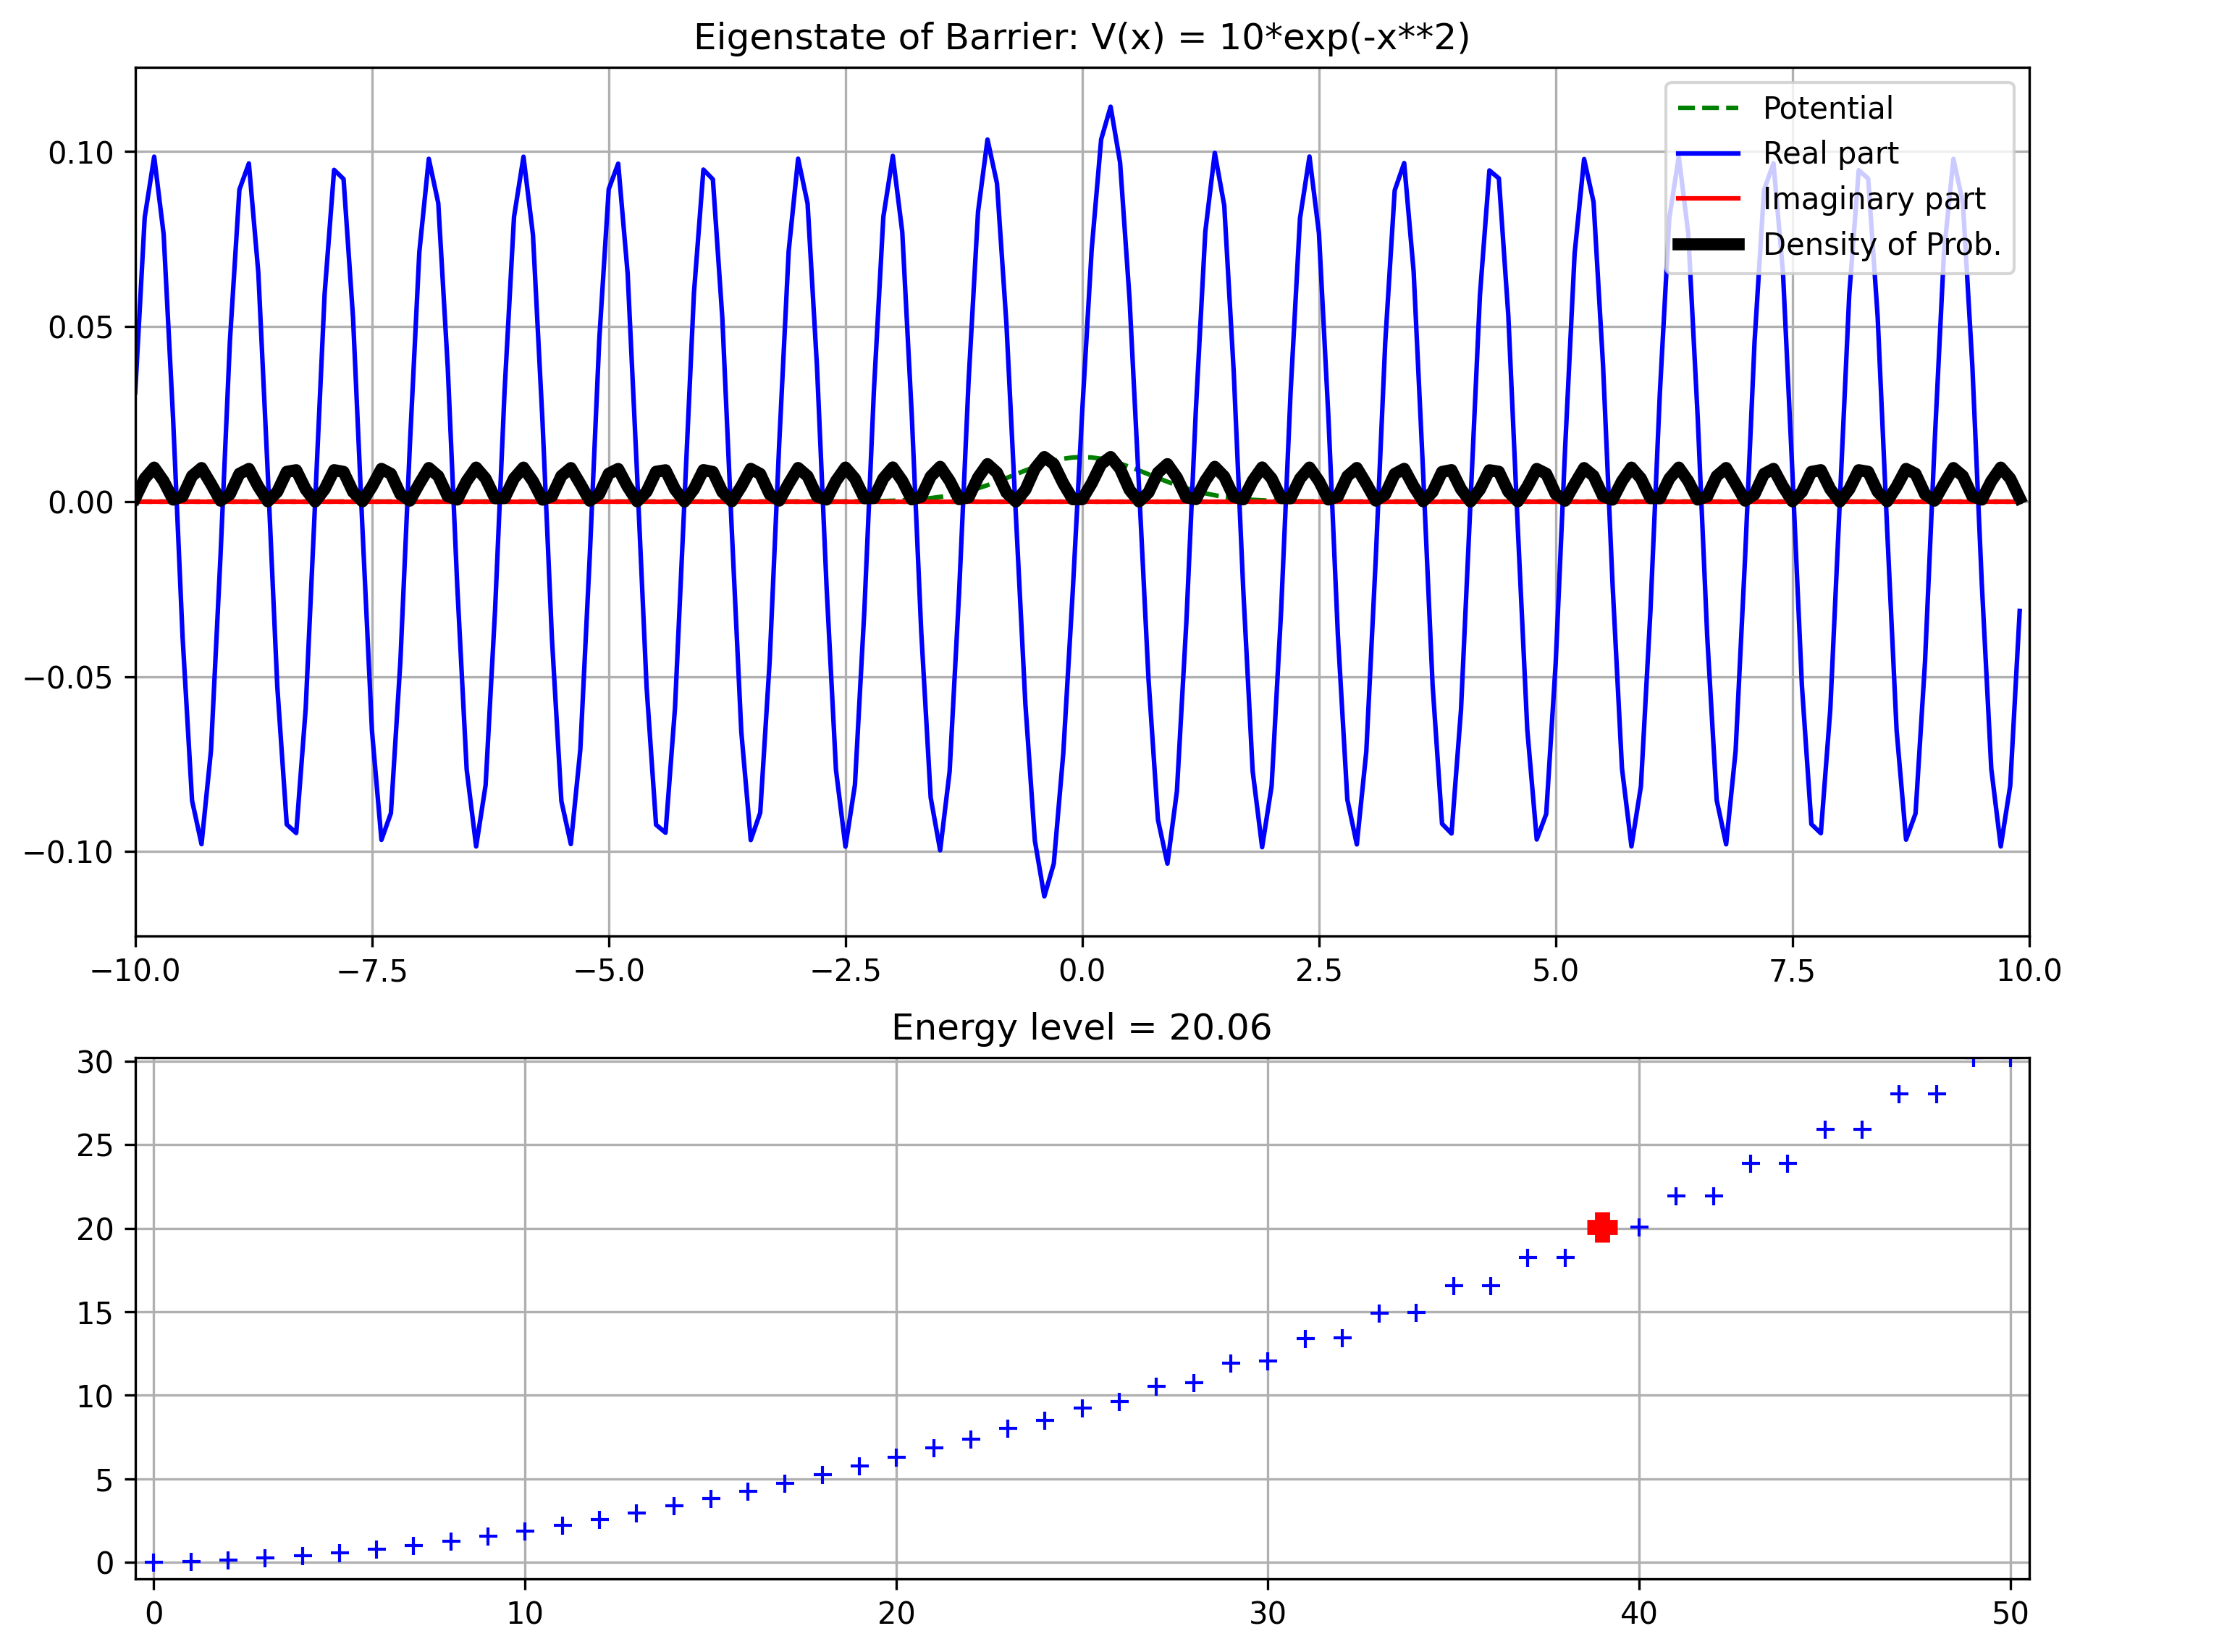 Eigenstate of Barrier: V(x) = 10*exp(-x**2)
Potential
Real part
Imaginary part
Density of Prob.
0.10
0.05
0.00
−0.05
−0.10
−10.0 −7.5 −5.0 −2.5 0.0 2.5 5.0 7.5 10.0
Energy level = 20.06
30
25
20
15
10
5
0
0 10 20 30 40 50